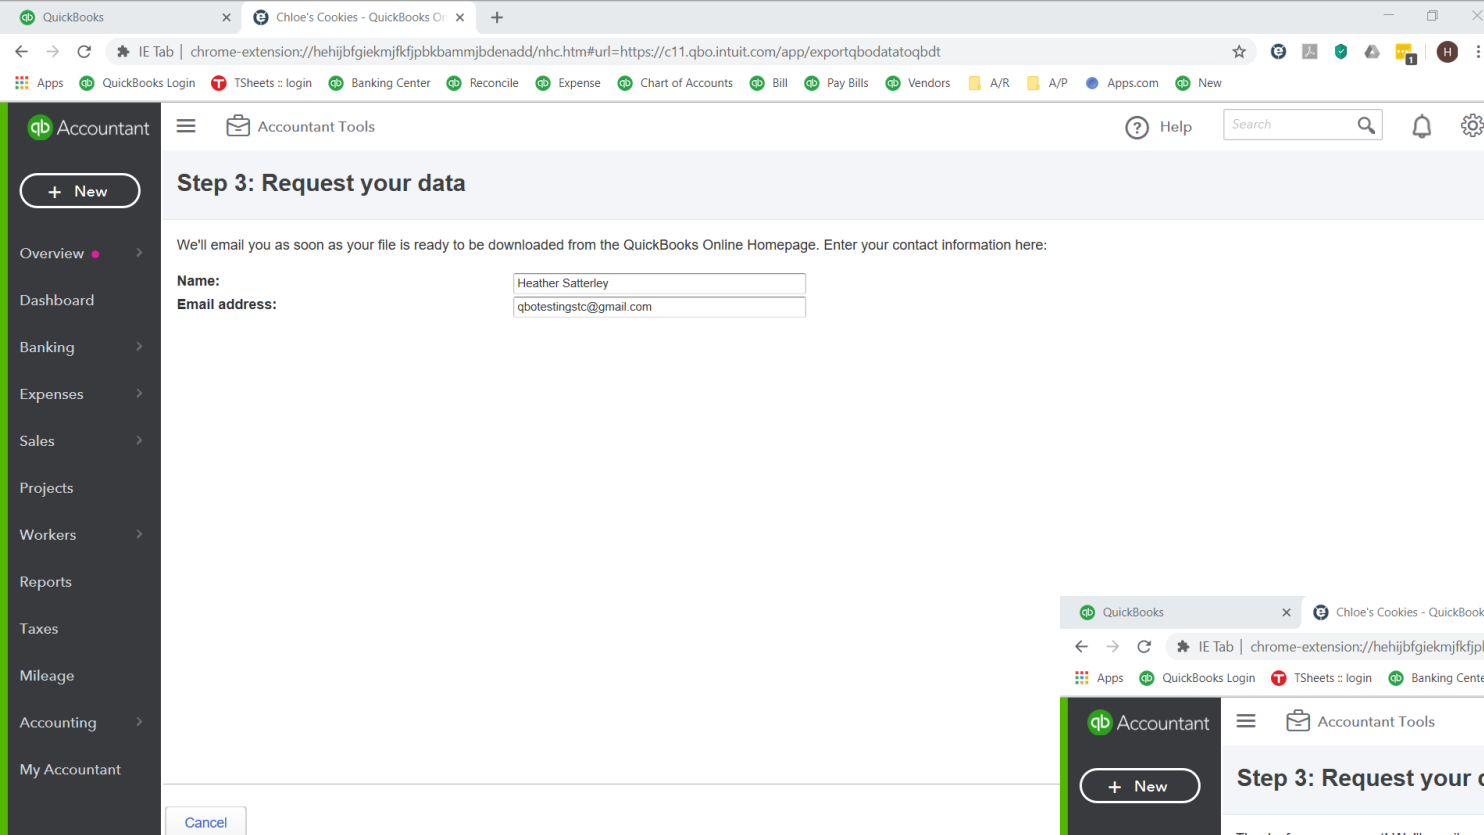 QuickBooks
Chloe's Cookies - QuickBooks On
IE Tab | chrome-extension://hehijbfgiekmjfkfjpbkbammjbdenadd/nhc.htm#url=https://c11.qbo.intuit.com/app/exportqbodatatoqbdt
1
H
Apps QuickBooks Login TSheets :: login Banking Center Reconcile Expense Chart of Accounts Bill Pay Bills Vendors A/R A/P Apps.com New
qb Accountant
Accountant Tools
? Help
Search
+ New
Step 3: Request your data
We'll email you as soon as your file is ready to be downloaded from the QuickBooks Online Homepage. Enter your contact information here:
Name: Heather Satterley
Email address: qbotestingstc@gmail.com
Overview
Dashboard
Banking
Expenses
Sales
Projects
Workers
Reports
Taxes
Mileage
Accounting
My Accountant
Cancel
QuickBooks
Chloe's Cookies - QuickBook
IE Tab | chrome-extension://hehijbfgiekmjfkfjpl
Apps QuickBooks Login TSheets :: login Banking Cente
qb Accountant
Accountant Tools
+ New
Step 3: Request your